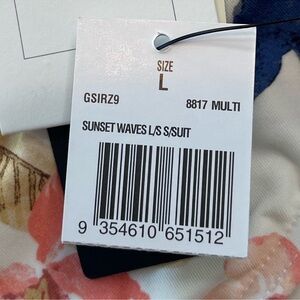 SIZE
L
GSIRZ9 8817 MULTI
SUNSET WAVES L/S S/SUIT
9 354610 651512